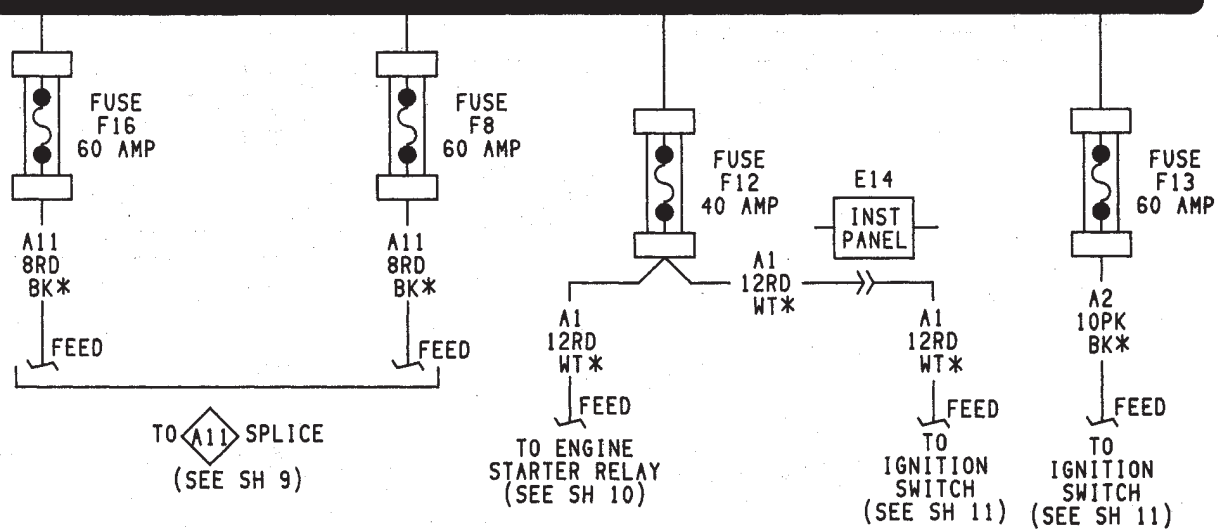 FUSE
F16
60 AMP
FUSE
F8
60 AMP
FUSE
F12
40 AMP
E14
INST
PANEL
FUSE
F13
60 AMP
A11
8RD
BK*
A11
8RD
BK*
A1
12RD
WT*
A1
12RD
WT*
A1
12RD
WT*
A2
10PK
BK*
FEED
FEED
FEED
FEED
FEED
TO A11 SPLICE
(SEE SH 9)
TO ENGINE
STARTER RELAY
(SEE SH 10)
TO
IGNITION
SWITCH
(SEE SH 11)
TO
IGNITION
SWITCH
(SEE SH 11)